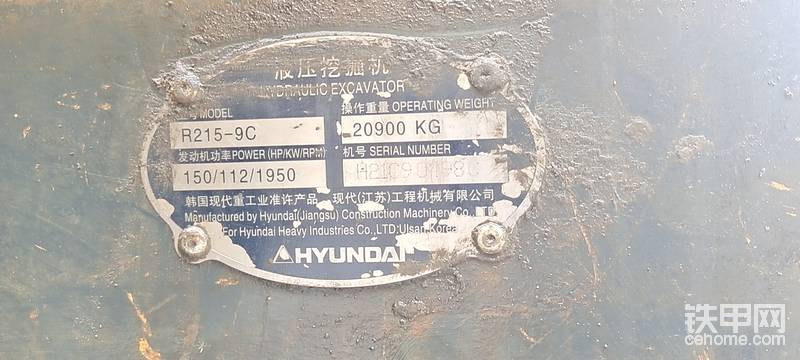 液压挖掘机
HYDRAULIC EXCAVATOR
号 MODEL 操作重量 OPERATING WEIGHT
R215-9C 20900 KG
发动机功率 POWER (HP/KW/RPM) 机号 SERIAL NUMBER
150/112/1950
韩国现代重工业准许产品 现代(江苏)工程机械有限公司
Manufactured by Hyundai(Jiangsu) Construction Machinery Co., LTD
For Hyundai Heavy Industries Co., LTD:Ulsan,Korea
HYUNDAI
铁甲网
cehome.com